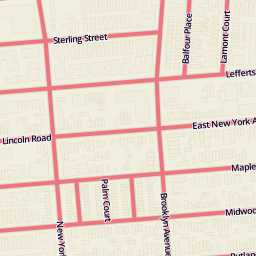 Sterling Street
Balfour Place
Lamont Court
Lefferts
Lincoln Road
East New York A
Maple
Palm Court
New York
Brooklyn Avenue
Midwoo
Rutland